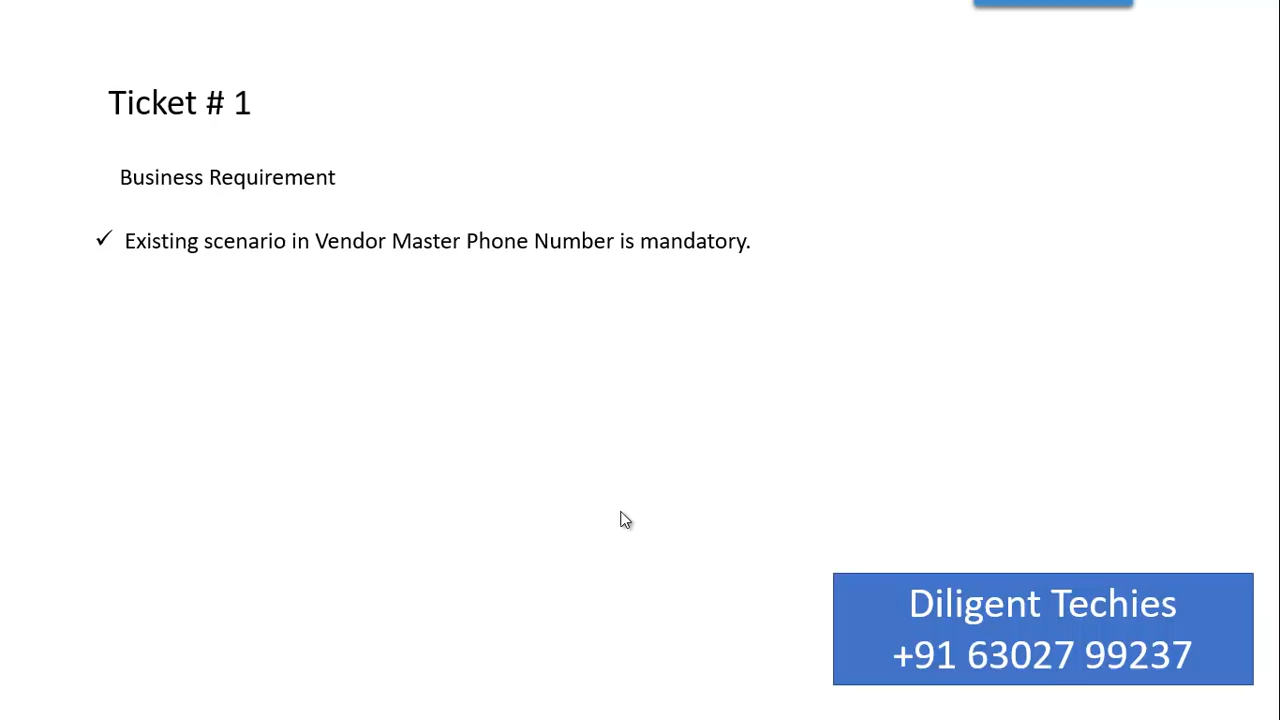 Ticket # 1
Business Requirement
✓ Existing scenario in Vendor Master Phone Number is mandatory.
Diligent Techies
+91 63027 99237